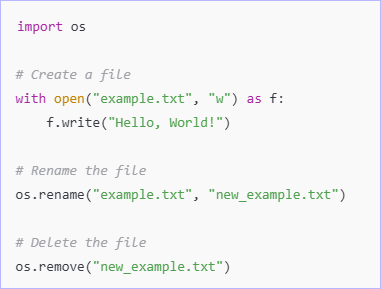 import os
# Create a file
with open("example.txt", "w") as f:
    f.write("Hello, World!")
# Rename the file
os.rename("example.txt", "new_example.txt")
# Delete the file
os.remove("new_example.txt")